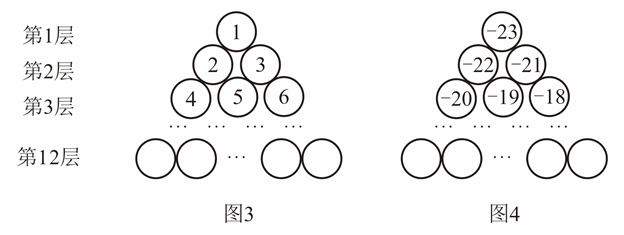 第1层 1 -23
第2层 2 3 -22 -21
第3层 4 5 6 -20 -19 -18
… … … … … … … …
第12层 … …
图3 图4